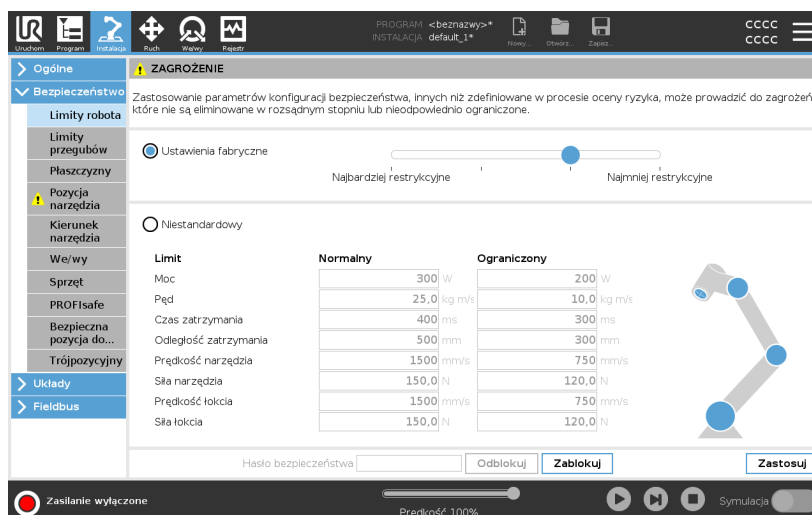 PROGRAM <beznazwy>*
INSTALACJA default_1*
CCCC
CCCC
Uruchom Program Instalacja Ruch We/wy Rejestr Nowy... Otwórz... Zapisz...
Ogólne
Bezpieczeństwo
Limity robota
Limity przegubów
Płaszczyzny
Pozycja narzędzia
Kierunek narzędzia
We/wy
Sprzęt
PROFIsafe
Bezpieczna pozycja do...
Trójpozycyjny
Układy
Fieldbus
ZAGROŻENIE
Zastosowanie parametrów konfiguracji bezpieczeństwa, innych niż zdefiniowane w procesie oceny ryzyka, może prowadzić do zagrożeń
które nie są eliminowane w rozsądnym stopniu lub nieodpowiednio ograniczone.
Ustawienia fabryczne
Najbardziej restrykcyjne Najmniej restrykcyjne
Niestandardowy
Limit Normalny Ograniczony
Moc 300 W 200 W
Pęd 25,0 kg m/s 10,0 kg m/s
Czas zatrzymania 400 ms 300 ms
Odległość zatrzymania 500 mm 300 mm
Prędkość narzędzia 1500 mm/s 750 mm/s
Siła narzędzia 150,0 N 120,0 N
Prędkość łokcia 1500 mm/s 750 mm/s
Siła łokcia 150,0 N 120,0 N
Hasło bezpieczeństwa Odblokuj Zablokuj Zastosuj
Zasilanie wyłączone Prędkość 100% Symulacja